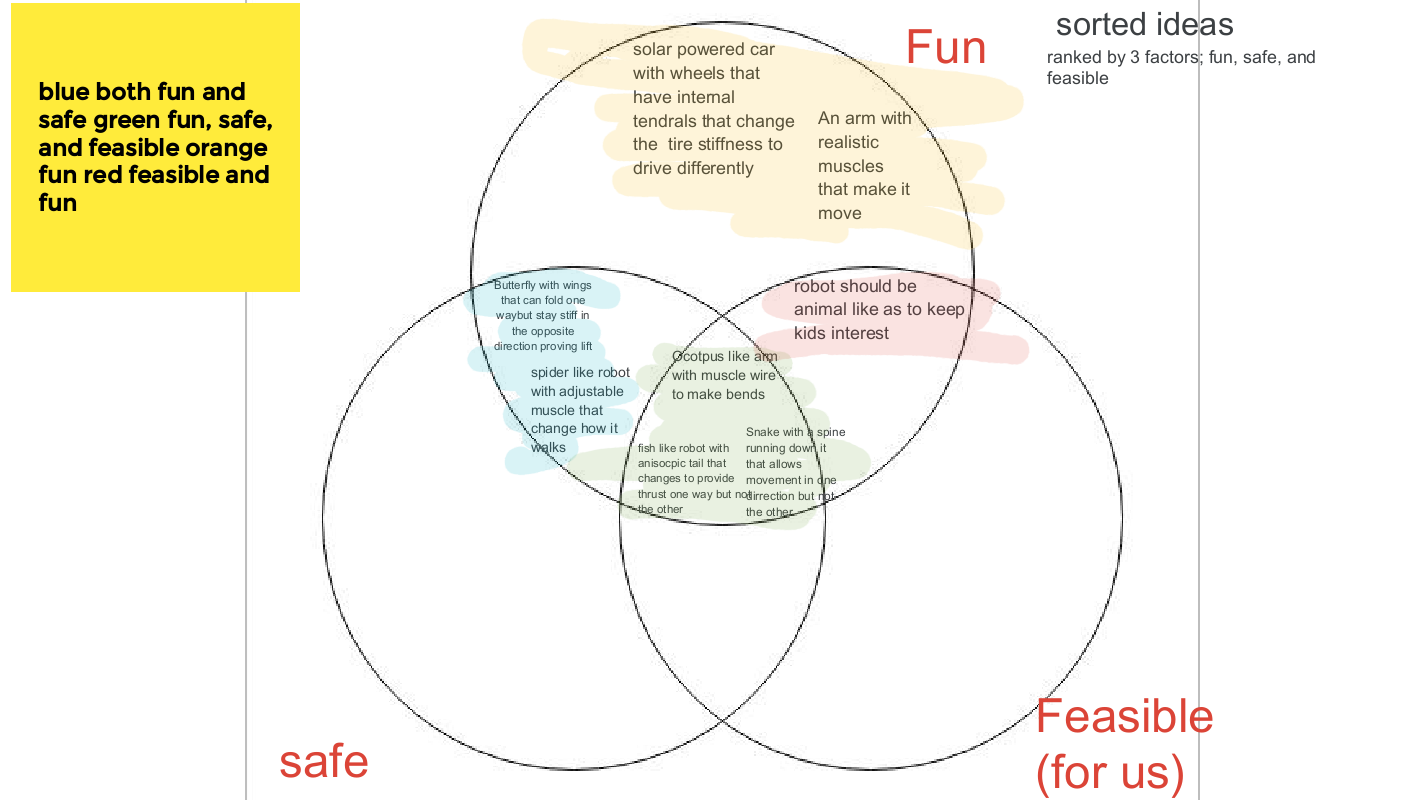 blue both fun and
safe green fun, safe,
and feasible orange
fun red feasible and
fun
Fun
sorted ideas
ranked by 3 factors; fun, safe, and
feasible
solar powered car
with wheels that
have internal
tendrals that change
the tire stiffness to
drive differently
An arm with
realistic
muscles
that make it
move
Butterfly with wings
that can fold one
waybut stay stiff in
the opposite
direction proving lift
robot should be
animal like as to keep
kids interest
spider like robot
with adjustable
muscle that
change how it
walks
Ocotpus like arm
with muscle wire
to make bends
fish like robot with
anisocpic tail that
changes to provide
thrust one way but not
the other
Snake with a spine
running down it
that allows
movement in one
dirrection but not
the other
safe
Feasible
(for us)